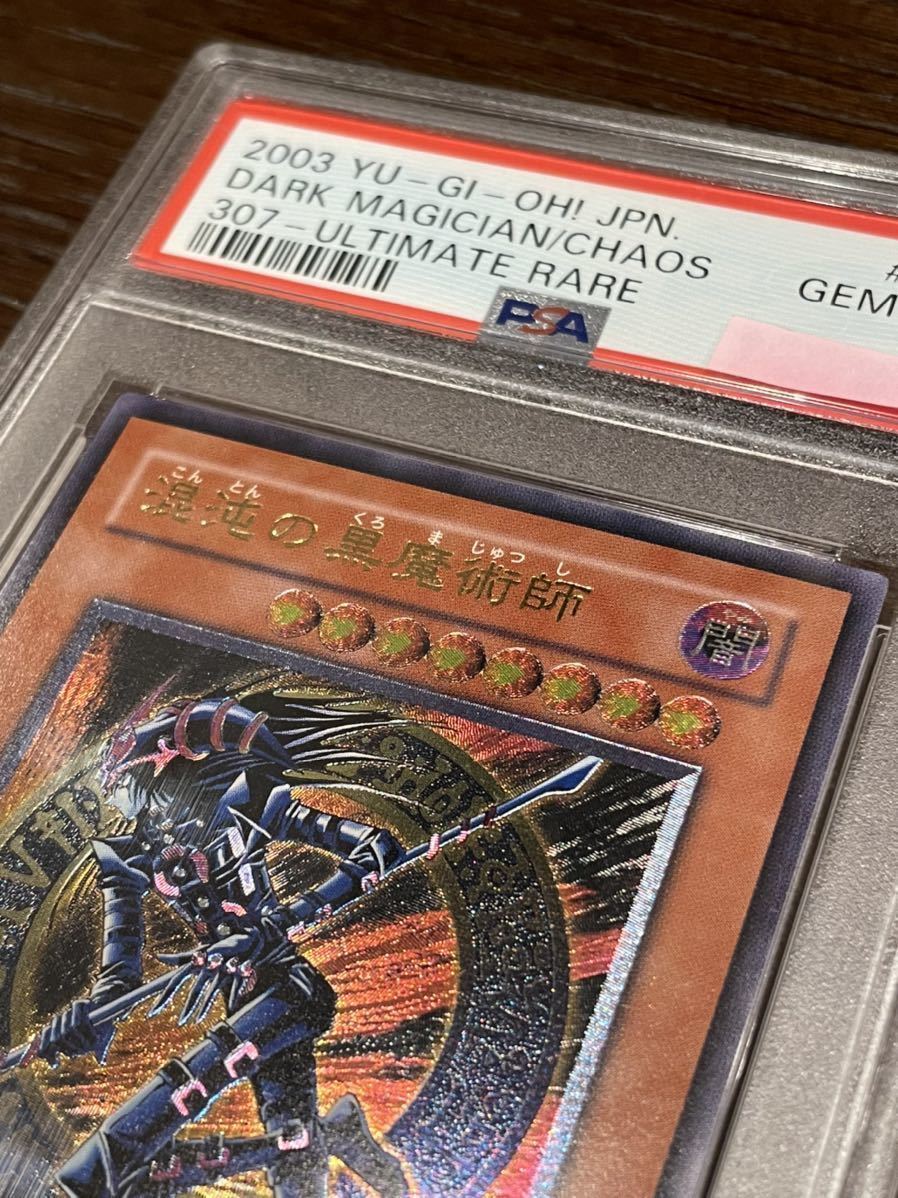 2003 YU-GI-OH! JPN.
DARK MAGICIAN/CHAOS
307-ULTIMATE RARE
#
GEM
PSA
こん とん くろ ま じゅつ し
混沌の黒魔術師
闇